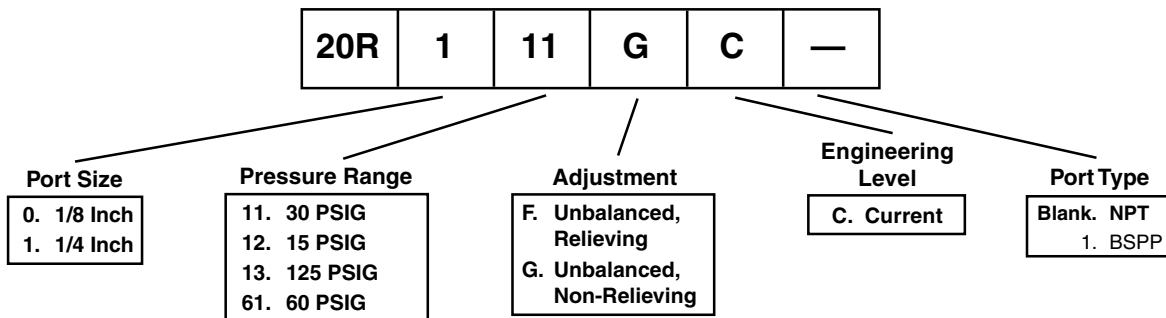 20R 1 11 G C —
Port Size
0. 1/8 Inch
1. 1/4 Inch
Pressure Range
11. 30 PSIG
12. 15 PSIG
13. 125 PSIG
61. 60 PSIG
Adjustment
F. Unbalanced,
Relieving
G. Unbalanced,
Non-Relieving
Engineering
Level
C. Current
Port Type
Blank. NPT
1. BSPP